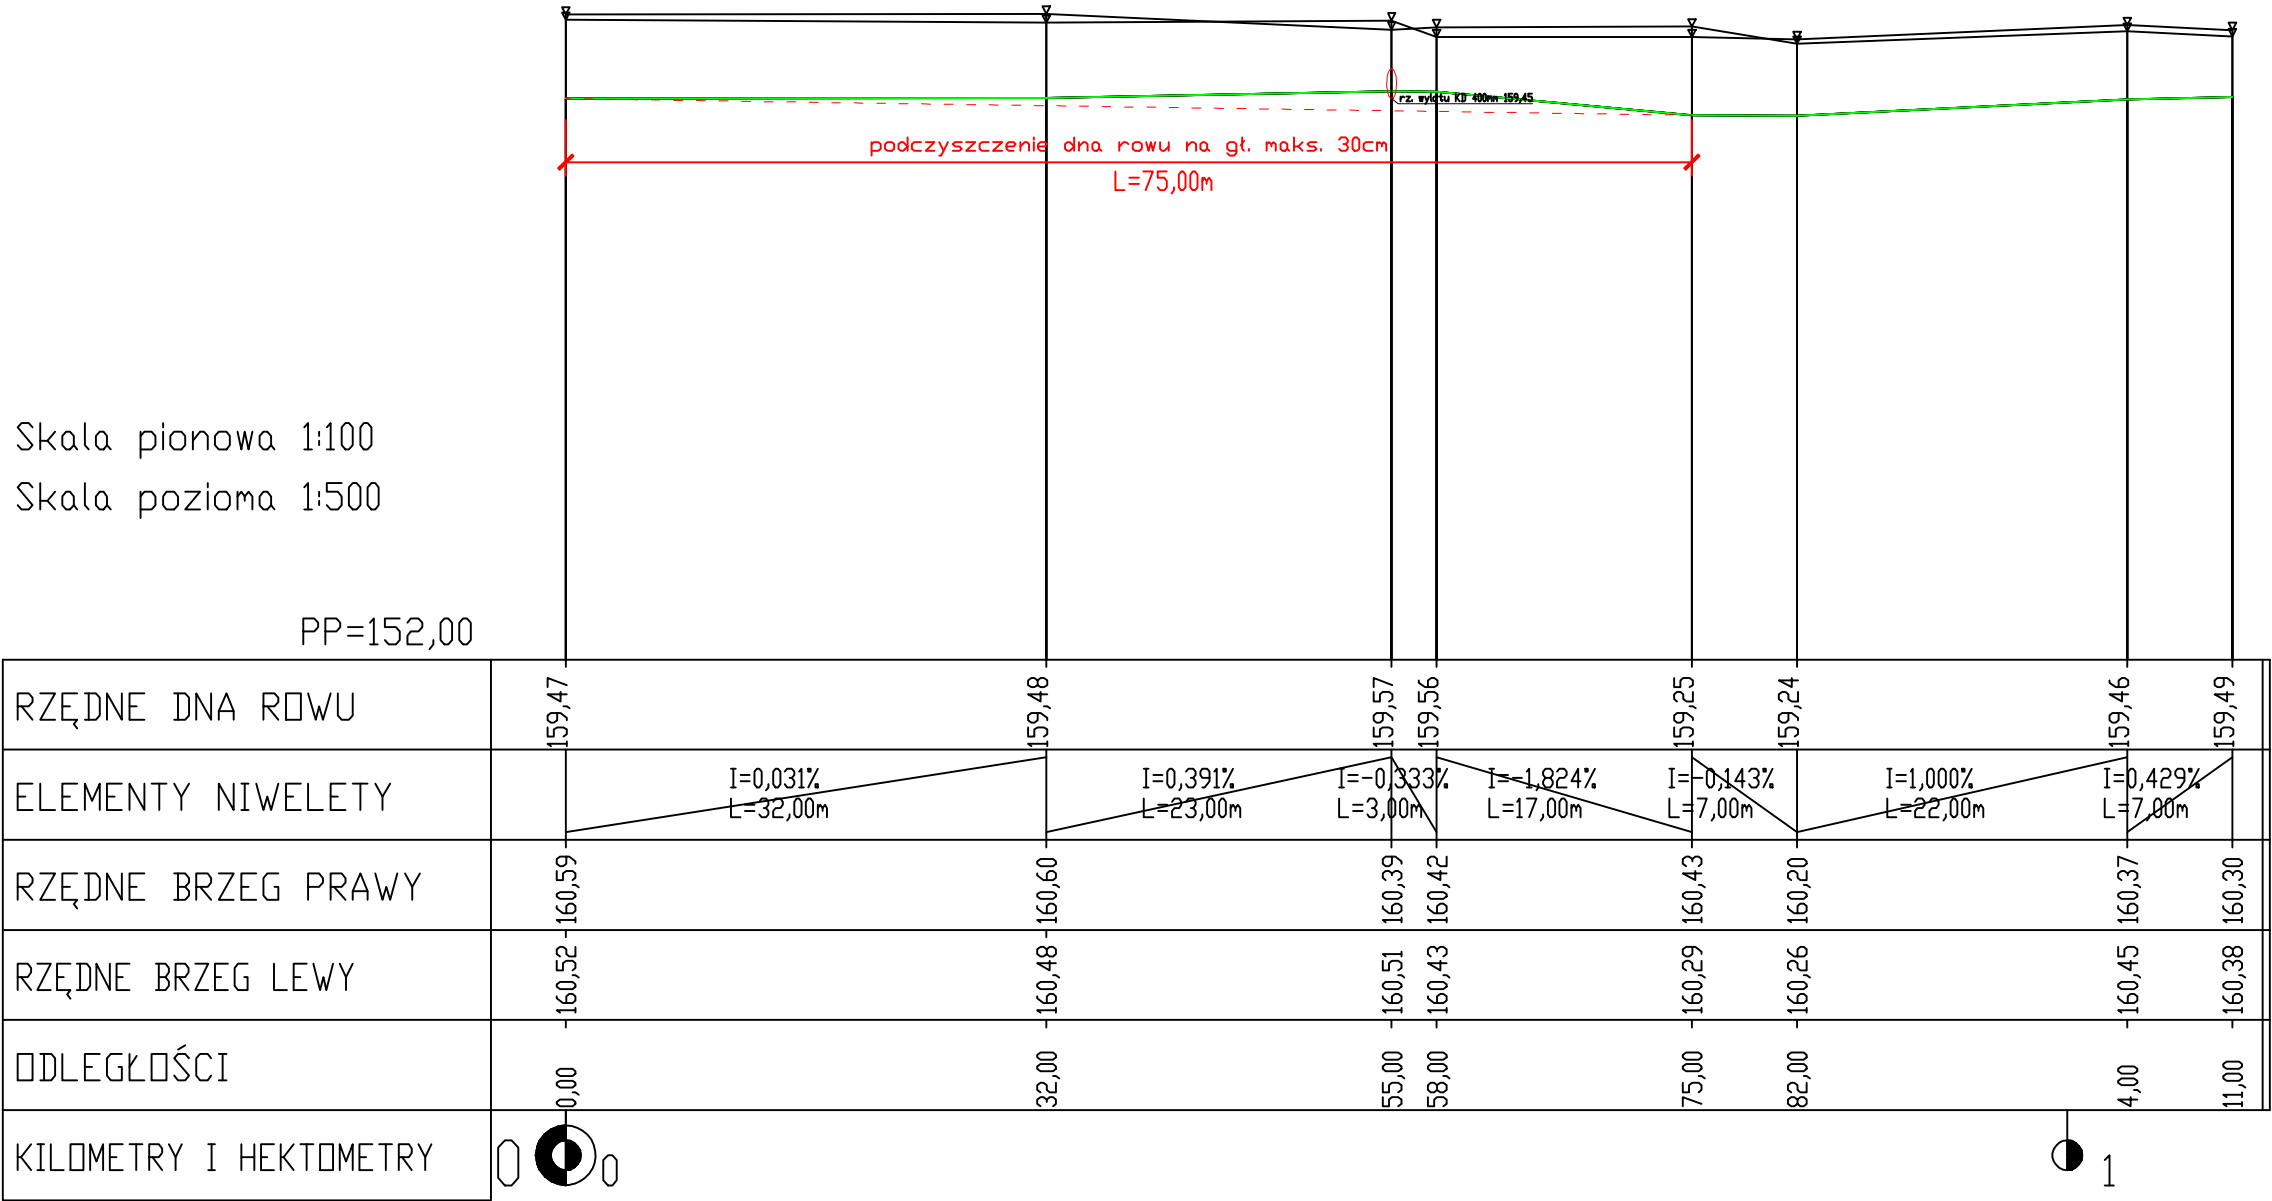 rz. wylotu KD 400mm 159,45
podczyszczenie dna rowu na gł. maks. 30cm
L=75,00m
Skala pionowa 1:100
Skala pozioma 1:500
PP=152,00
RZĘDNE DNA ROWU 159,47 159,48 159,57 159,56 159,25 159,24 159,46 159,49
ELEMENTY NIWELETY
I=0,031% I=0,391% I=-0,333% I=-1,824% I=-0,143% I=1,000% I=0,429%
L=32,00m L=23,00m L=3,00m L=17,00m L=7,00m L=22,00m L=7,00m
RZĘDNE BRZEG PRAWY 160,59 160,60 160,39 160,42 160,43 160,20 160,37 160,30
RZĘDNE BRZEG LEWY 160,52 160,48 160,51 160,43 160,29 160,26 160,45 160,38
ODLEGŁOŚCI 0,00 32,00 55,00 58,00 75,00 82,00 4,00 11,00
KILOMETRY I HEKTOMETRY 0 0 1